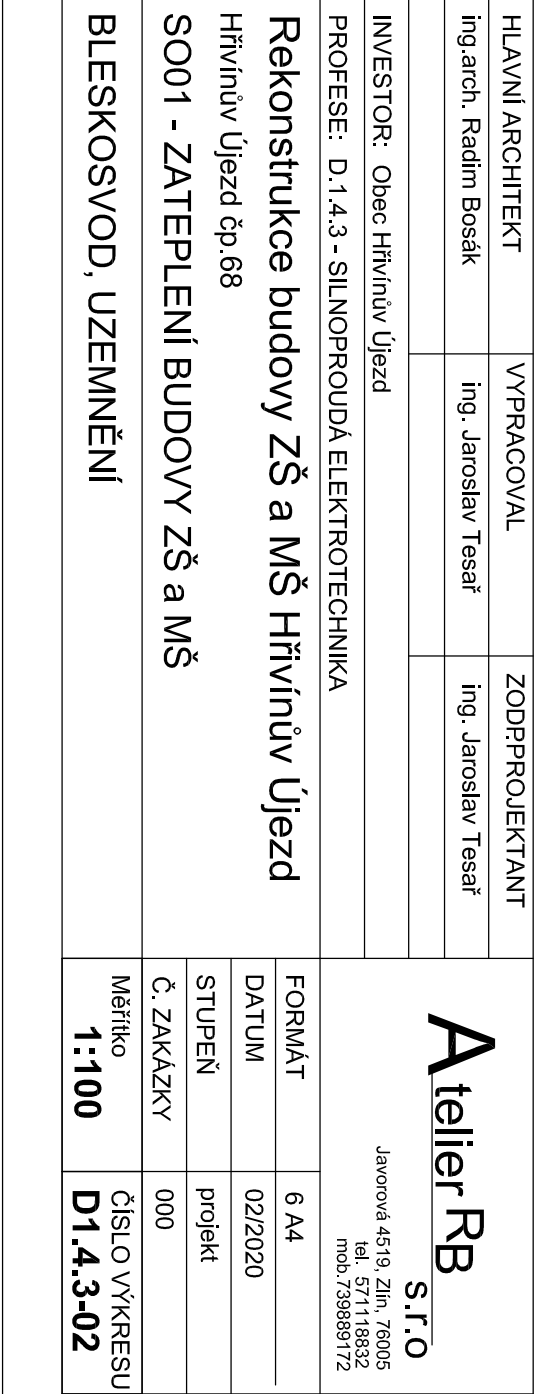 HLAVNÍ ARCHITEKT VYPRACOVAL ZODP.PROJEKTANT
ing.arch. Radim Bosák ing. Jaroslav Tesař ing. Jaroslav Tesař
Atelier RB
s.r.o
Javorová 4519, Zlín, 76005
tel. 571118832
mob.739889172
INVESTOR: Obec Hřivínův Újezd
PROFESE: D.1.4.3 - SILNOPROUDÁ ELEKTROTECHNIKA
Rekonstrukce budovy ZŠ a MŠ Hřivínův Újezd
Hřivínův Újezd čp.68
SO01 - ZATEPLENÍ BUDOVY ZŠ a MŠ
BLESKOSVOD, UZEMNĚNÍ
FORMÁT 6 A4
DATUM 02/2020
STUPEŇ projekt
Č. ZAKÁZKY 000
Měřítko ČÍSLO VÝKRESU
1:100 D1.4.3-02